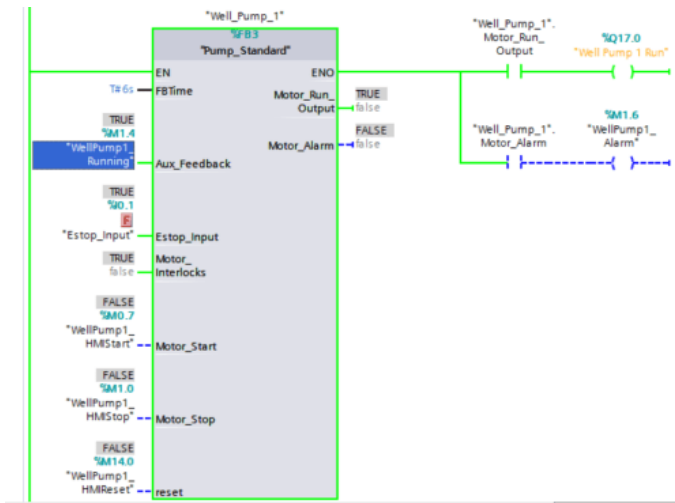 "Well_Pump_1"
%FB3
"Pump_Standard"
EN
ENO
T#6s
FBTime
Motor_Run_
Output
TRUE
false
TRUE
%M1.4
"WellPump1_
Running"
Aux_Feedback
Motor_Alarm
FALSE
false
TRUE
%I0.1
F
"Estop_Input"
Estop_Input
TRUE
false
Motor_
Interlocks
FALSE
%M0.7
"WellPump1_
HMIStart"
Motor_Start
FALSE
%M1.0
"WellPump1_
HMIStop"
Motor_Stop
FALSE
%M14.0
"WellPump1_
HMIReset"
reset
"Well_Pump_1".
Motor_Run_
Output
%Q17.0
"Well Pump 1 Run"
"Well_Pump_1".
Motor_Alarm
%M1.6
"WellPump1_
Alarm"